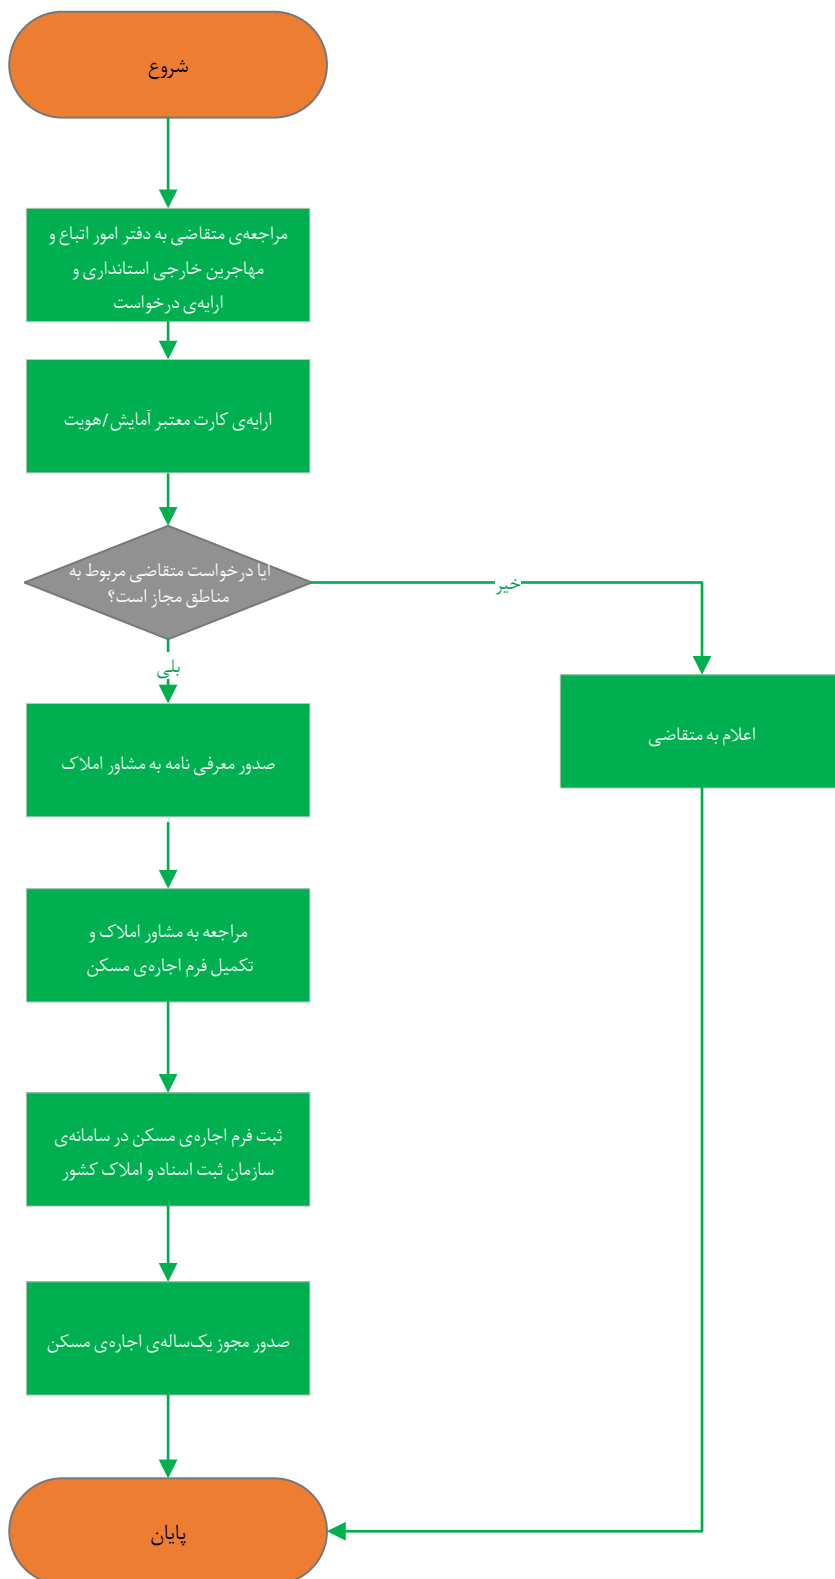 شروع
مراجعه‌ی متقاضی به دفتر امور اتباع و
مهاجرین خارجی استانداری و
ارایه‌ی درخواست
ارایه‌ی کارت معتبر آمایش/هویت
آیا درخواست متقاضی مربوط به
مناطق مجاز است؟
خیر
بلی
اعلام به متقاضی
صدور معرفی نامه به مشاور املاک
مراجعه به مشاور املاک و
تکمیل فرم اجاره‌ی مسکن
ثبت فرم اجاره‌ی مسکن در سامانه‌ی
سازمان ثبت اسناد و املاک کشور
صدور مجوز یک‌ساله‌ی اجاره‌ی مسکن
پایان